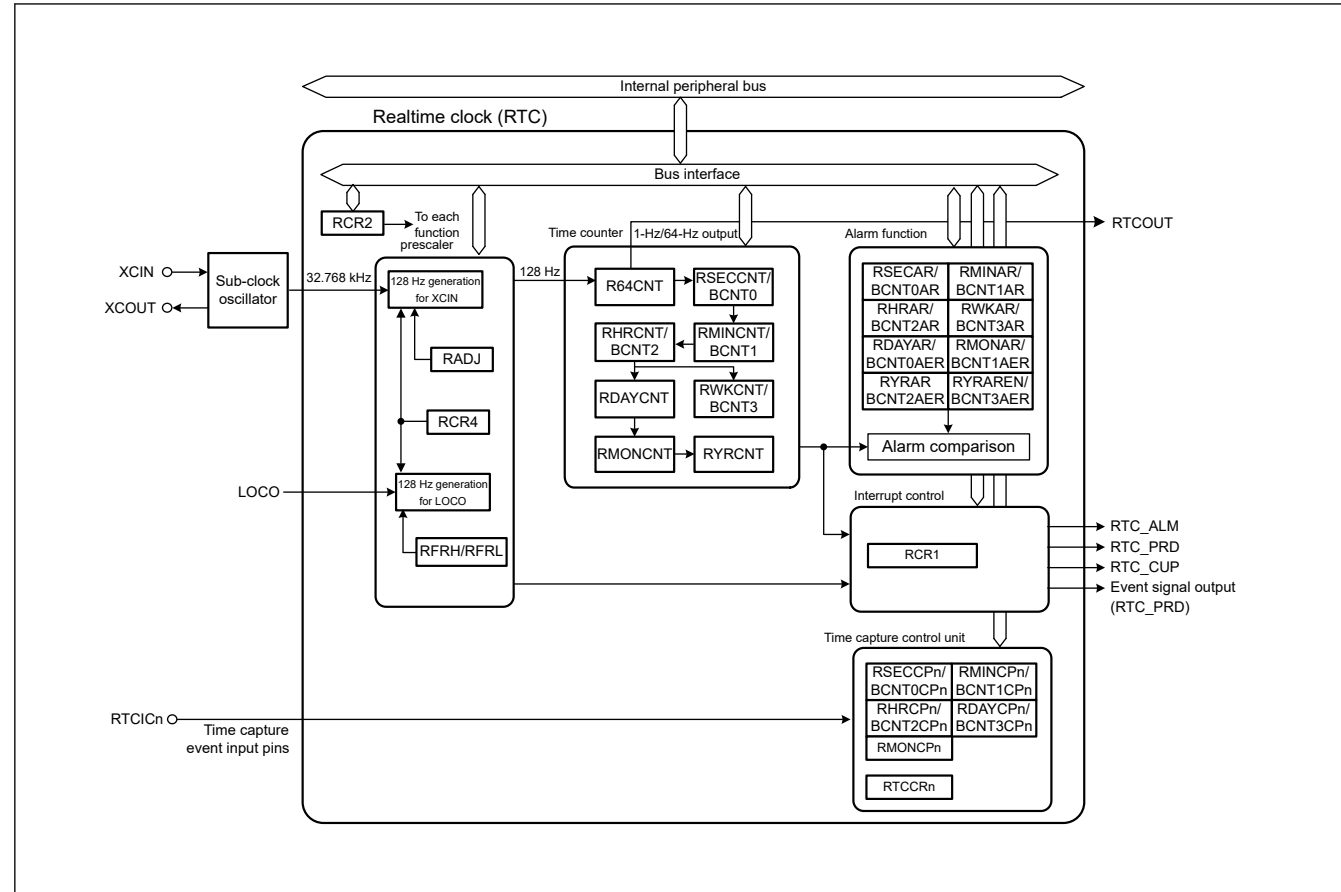 Internal peripheral bus
Realtime clock (RTC)
Bus interface
RCR2
To each
function
prescaler
Time counter
1-Hz/64-Hz output
Alarm function
RTCOUT
XCIN
XCOUT
Sub-clock
oscillator
32.768 kHz
128 Hz generation
for XCIN
128 Hz
RADJ
RCR4
LOCO
128 Hz generation
for LOCO
RFRH/RFRL
R64CNT
RSECCNT/
BCNT0
RHRCNT/
BCNT2
RMINCNT/
BCNT1
RDAYCNT
RWKCNT/
BCNT3
RMONCNT
RYRCNT
RSECAR/
BCNT0AR
RMINAR/
BCNT1AR
RHRAR/
BCNT2AR
RWKAR/
BCNT3AR
RDAYAR/
BCNT0AER
RMONAR/
BCNT1AER
RYRAR
BCNT2AER
RYRAREN/
BCNT3AER
Alarm comparison
Interrupt control
RCR1
RTC_ALM
RTC_PRD
RTC_CUP
Event signal output
(RTC_PRD)
Time capture control unit
RSECCPn/
BCNT0CPn
RMINCPn/
BCNT1CPn
RHRCPn/
BCNT2CPn
RDAYCPn/
BCNT3CPn
RMONCPn
RTCCRn
RTCICn
Time capture
event input pins